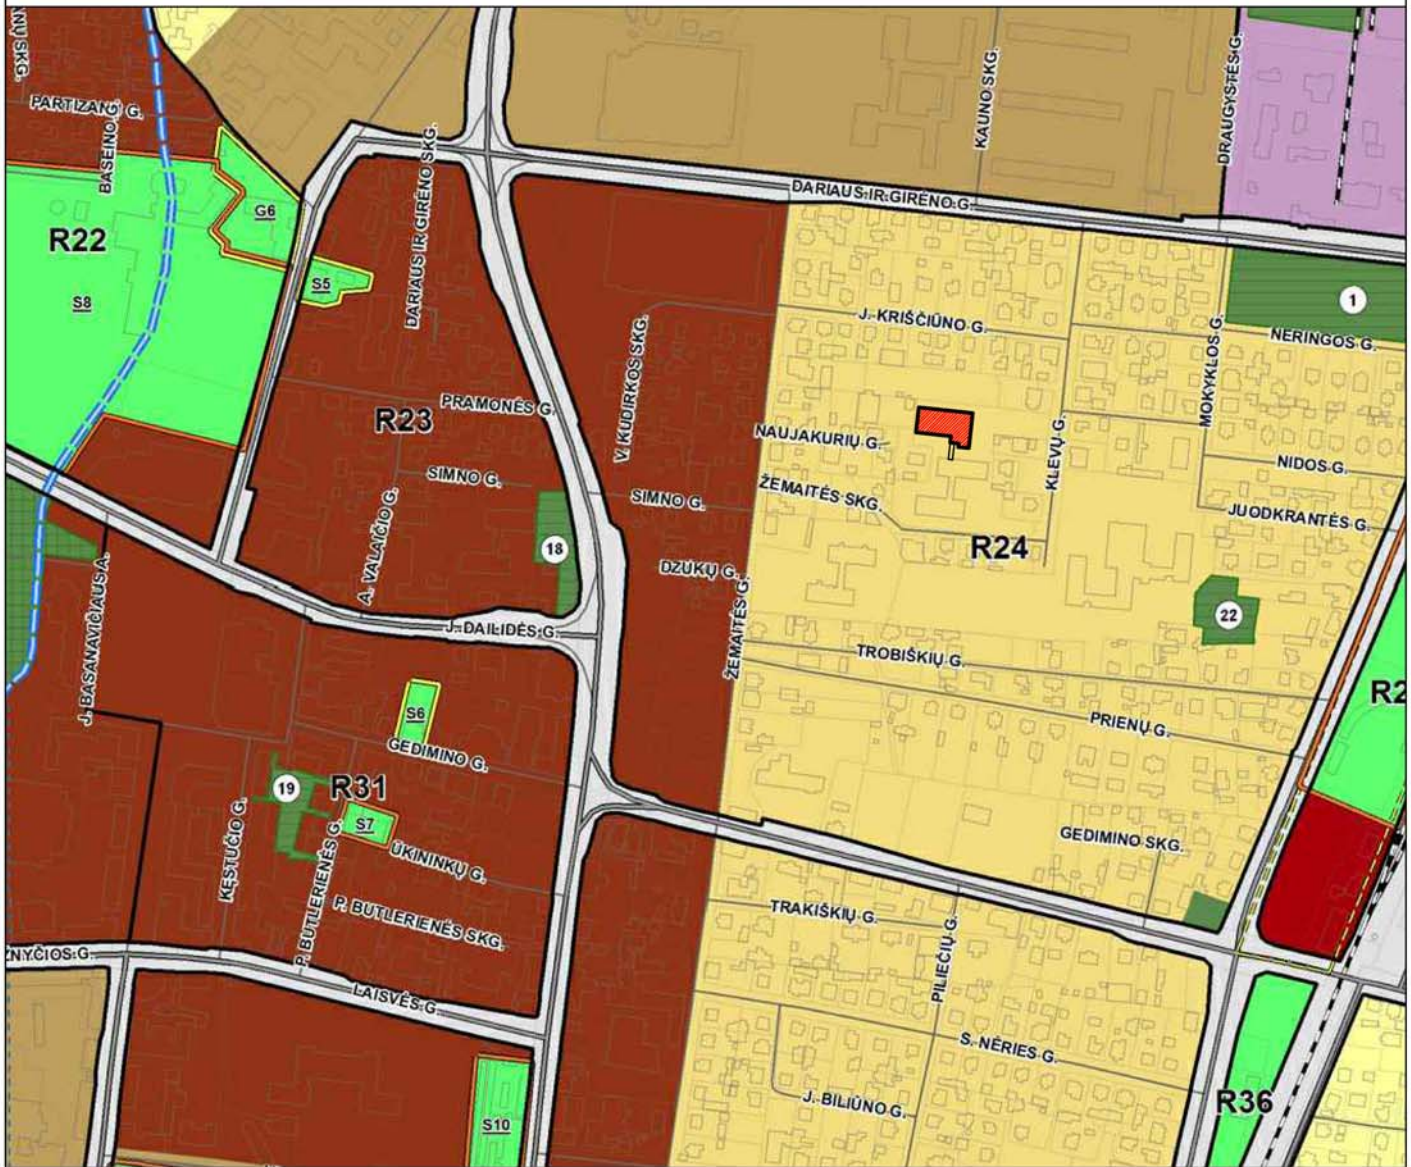 PARTIZANŲ G.
BASEINO G.
DARIAUS IR GIRĖNO SKG.
KAUNO SKG.
DRAUGYSTĖS G.
DARIAUS IR GIRĖNO G.
G6
R22
S8
S5
1
J. KRIŠČIŪNO G.
NERINGOS G.
V. KUDIRKOS SKG.
MOKYKLOS G.
PRAMONĖS G.
R23
NAUJAKURIŲ G.
KLEVŲ G.
SIMNO G.
NIDOS G.
ŽEMAITĖS SKG.
SIMNO G.
JUODKRANTĖS G.
A. VALAIČIO G.
18
R24
DZŪKŲ G.
J. BASANAVIČIAUS A.
22
J. DAILIDĖS G.
ŽEMAITĖS G.
TROBIŠKIŲ G.
S6
PRIENŲ G.
GEDIMINO G.
19
R31
S7
KĘSTUČIO G.
P. BUTLERIENĖS G.
ŪKININKŲ G.
GEDIMINO SKG.
P. BUTLERIENĖS SKG.
TRAKIŠKIŲ G.
PILIEČIŲ G.
LAISVĖS G.
S. NĖRIES G.
J. BILIŪNO G.
R36
S10